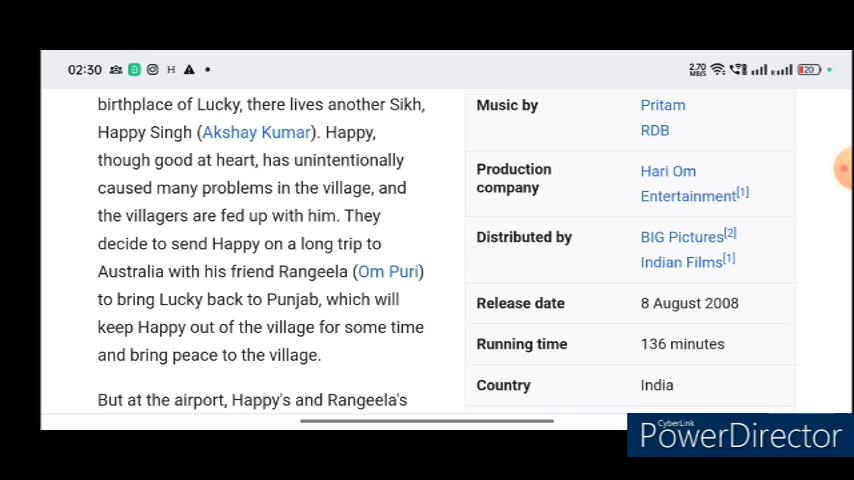 02:30
H
2.70
MB/S
20
birthplace of Lucky, there lives another Sikh,
Happy Singh (Akshay Kumar). Happy,
though good at heart, has unintentionally
caused many problems in the village, and
the villagers are fed up with him. They
decide to send Happy on a long trip to
Australia with his friend Rangeela (Om Puri)
to bring Lucky back to Punjab, which will
keep Happy out of the village for some time
and bring peace to the village.
But at the airport, Happy's and Rangeela's
Music by
Pritam
RDB
Production
company
Hari Om
Entertainment[1]
Distributed by
BIG Pictures[2]
Indian Films[1]
Release date
8 August 2008
Running time
136 minutes
Country
India
CyberLink
PowerDirector